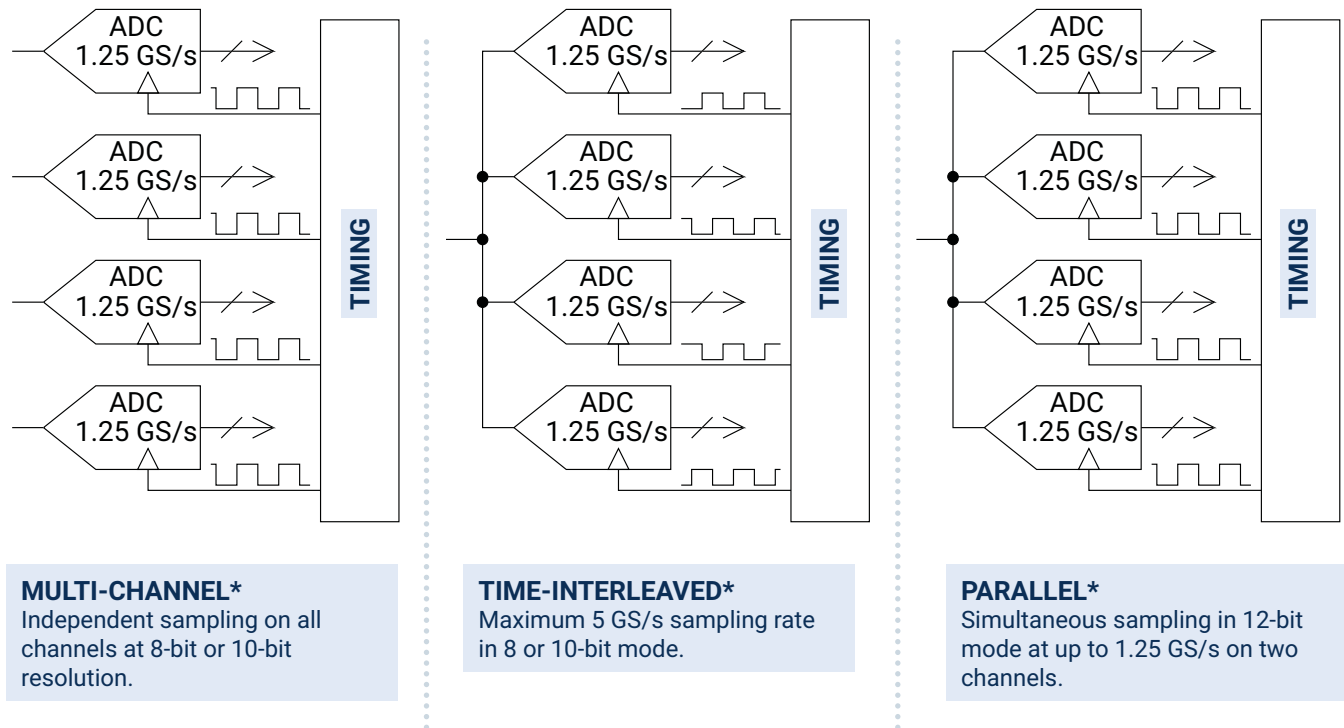 ADC
1.25 GS/s
ADC
1.25 GS/s
ADC
1.25 GS/s
ADC
1.25 GS/s
TIMING
MULTI-CHANNEL*
Independent sampling on all
channels at 8-bit or 10-bit
resolution.
ADC
1.25 GS/s
ADC
1.25 GS/s
ADC
1.25 GS/s
ADC
1.25 GS/s
TIMING
TIME-INTERLEAVED*
Maximum 5 GS/s sampling rate
in 8 or 10-bit mode.
ADC
1.25 GS/s
ADC
1.25 GS/s
ADC
1.25 GS/s
ADC
1.25 GS/s
TIMING
PARALLEL*
Simultaneous sampling in 12-bit
mode at up to 1.25 GS/s on two
channels.